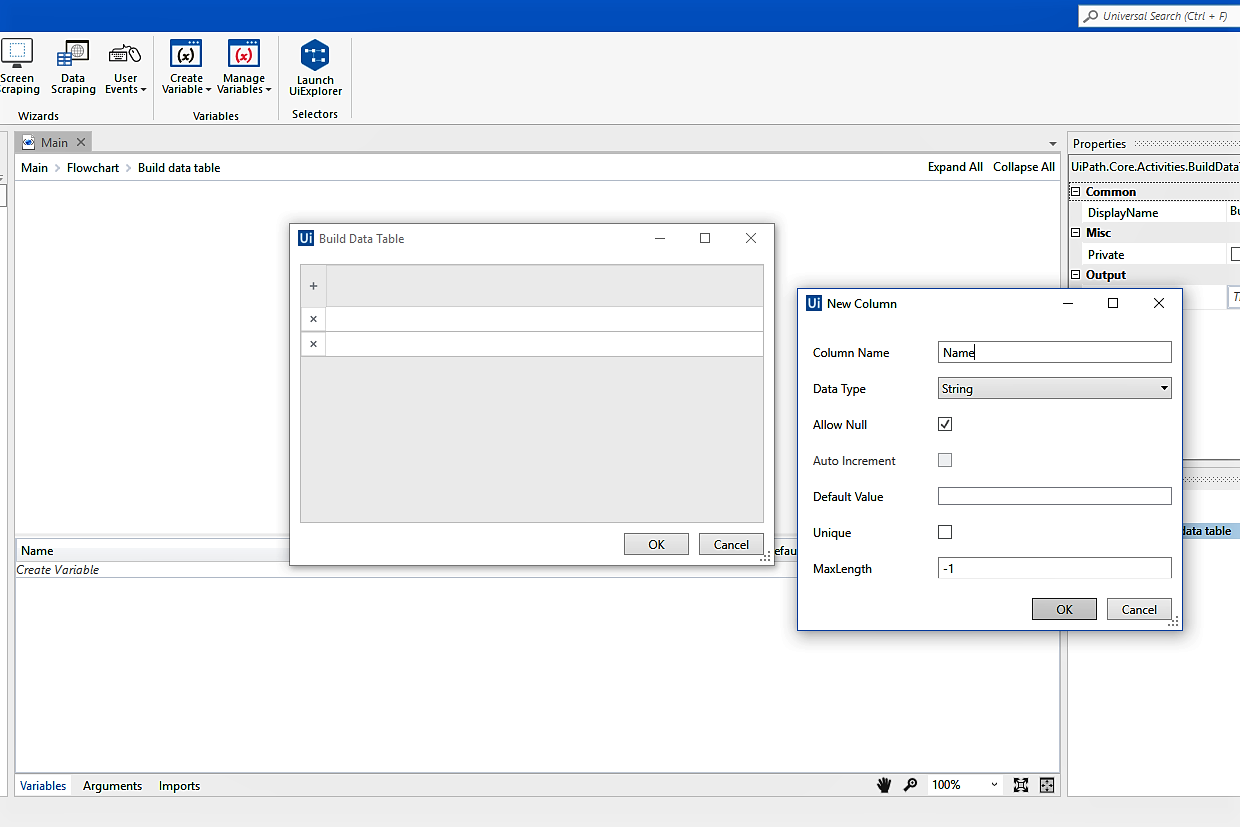 Universal Search (Ctrl + F)
Screen Scraping
Data Scraping
User Events
Create Variable
Manage Variables
Launch UiExplorer
Wizards
Variables
Selectors
Main
Properties
Main > Flowchart > Build data table
Expand All Collapse All
UiPath.Core.Activities.BuildData
Common
DisplayName Bu
Misc
Private
Output
Ui Build Data Table
+
×
×
OK Cancel
Ui New Column
Column Name Name
Data Type String
Allow Null
Auto Increment
Default Value
Unique
MaxLength -1
OK Cancel
data table
Name
efau
Create Variable
Variables Arguments Imports
100%